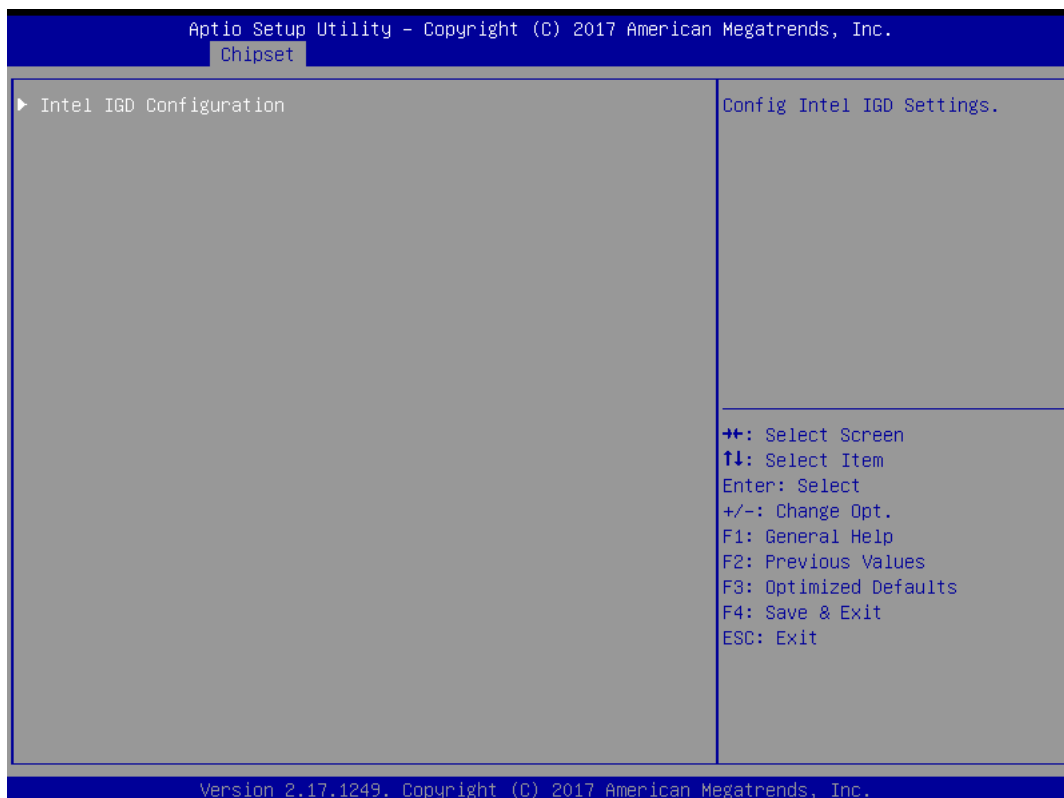 Aptio Setup Utility – Copyright (C) 2017 American Megatrends, Inc.
Chipset
▶ Intel IGD Configuration
Config Intel IGD Settings.
→←: Select Screen
↑↓: Select Item
Enter: Select
+/-: Change Opt.
F1: General Help
F2: Previous Values
F3: Optimized Defaults
F4: Save & Exit
ESC: Exit
Version 2.17.1249. Copyright (C) 2017 American Megatrends, Inc.